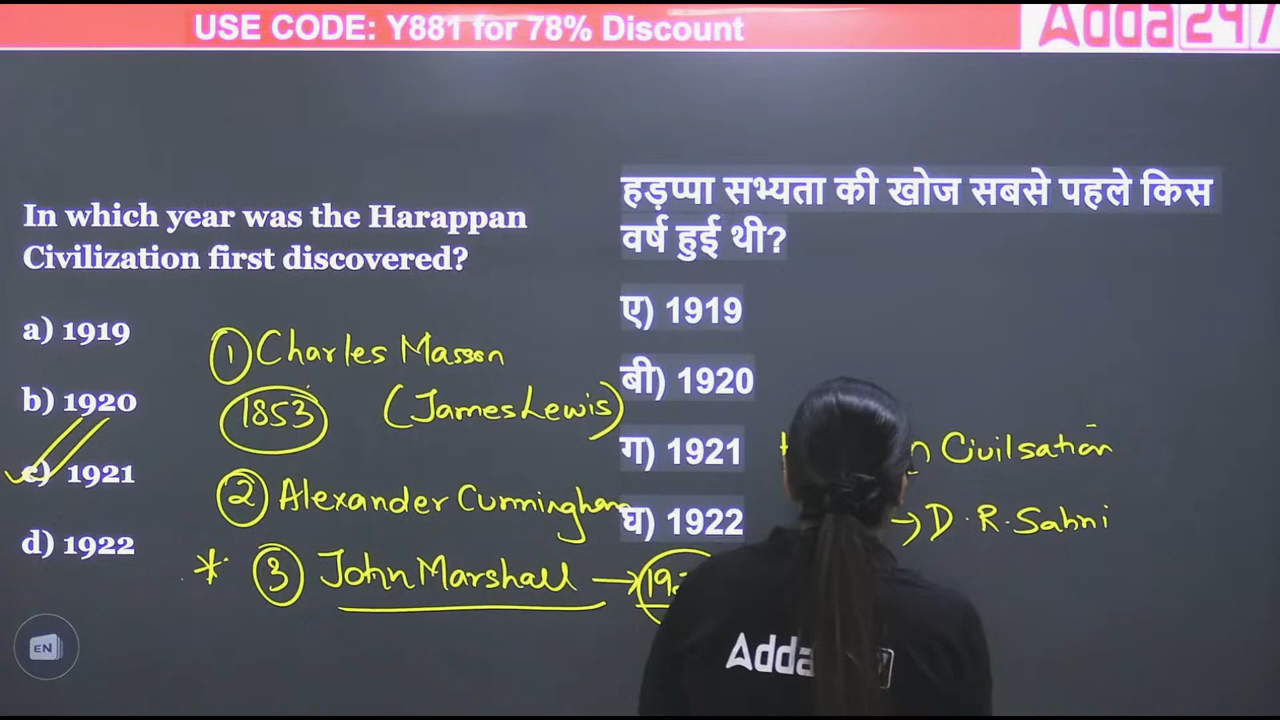 USE CODE: Y881 for 78% Discount
Adda247
In which year was the Harappan
Civilization first discovered?
a) 1919
b) 1920
c) 1921
d) 1922
हड़प्पा सभ्यता की खोज सबसे पहले किस
वर्ष हुई थी?
ए) 1919
बी) 1920
ग) 1921
घ) 1922
① Charles Masson
1853 (James Lewis)
② Alexander Cunningham
* ③ John Marshall →
Civilsation
→ D. R. Sahni
EN
Adda